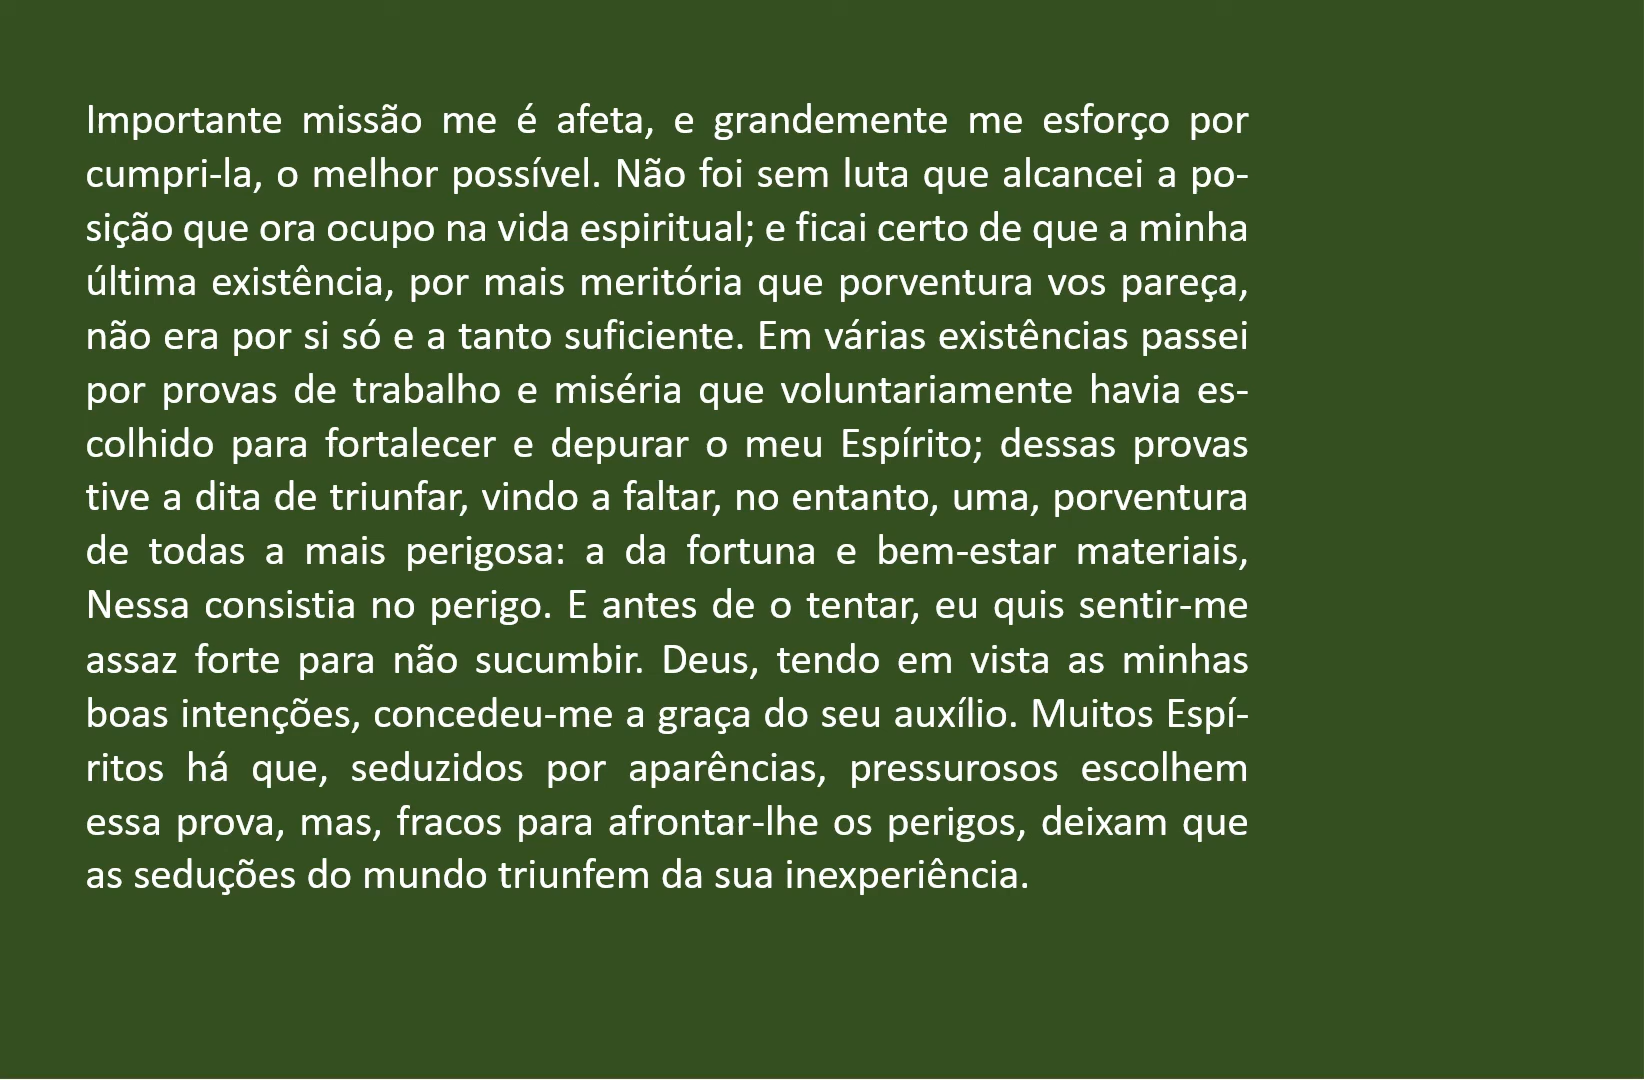 Importante missão me é afeta, e grandemente me esforço por
cumpri-la, o melhor possível. Não foi sem luta que alcancei a po-
sição que ora ocupo na vida espiritual; e ficai certo de que a minha
última existência, por mais meritória que porventura vos pareça,
não era por si só e a tanto suficiente. Em várias existências passei
por provas de trabalho e miséria que voluntariamente havia es-
colhido para fortalecer e depurar o meu Espírito; dessas provas
tive a dita de triunfar, vindo a faltar, no entanto, uma, porventura
de todas a mais perigosa: a da fortuna e bem-estar materiais,
Nessa consistia no perigo. E antes de o tentar, eu quis sentir-me
assaz forte para não sucumbir. Deus, tendo em vista as minhas
boas intenções, concedeu-me a graça do seu auxílio. Muitos Espí-
ritos há que, seduzidos por aparências, pressurosos escolhem
essa prova, mas, fracos para afrontar-lhe os perigos, deixam que
as seduções do mundo triunfem da sua inexperiência.